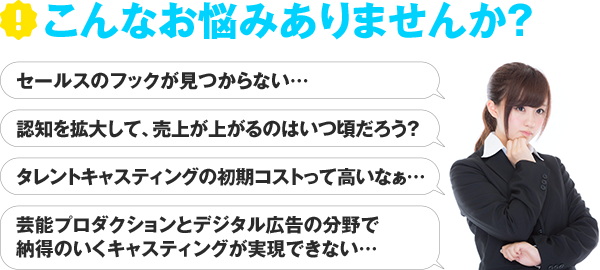 こんなお悩みありませんか?
セールスのフックが見つからない…
認知を拡大して、売上が上がるのはいつ頃だろう?
タレントキャスティングの初期コストって高いなぁ…
芸能プロダクションとデジタル広告の分野で
納得のいくキャスティングが実現できない…